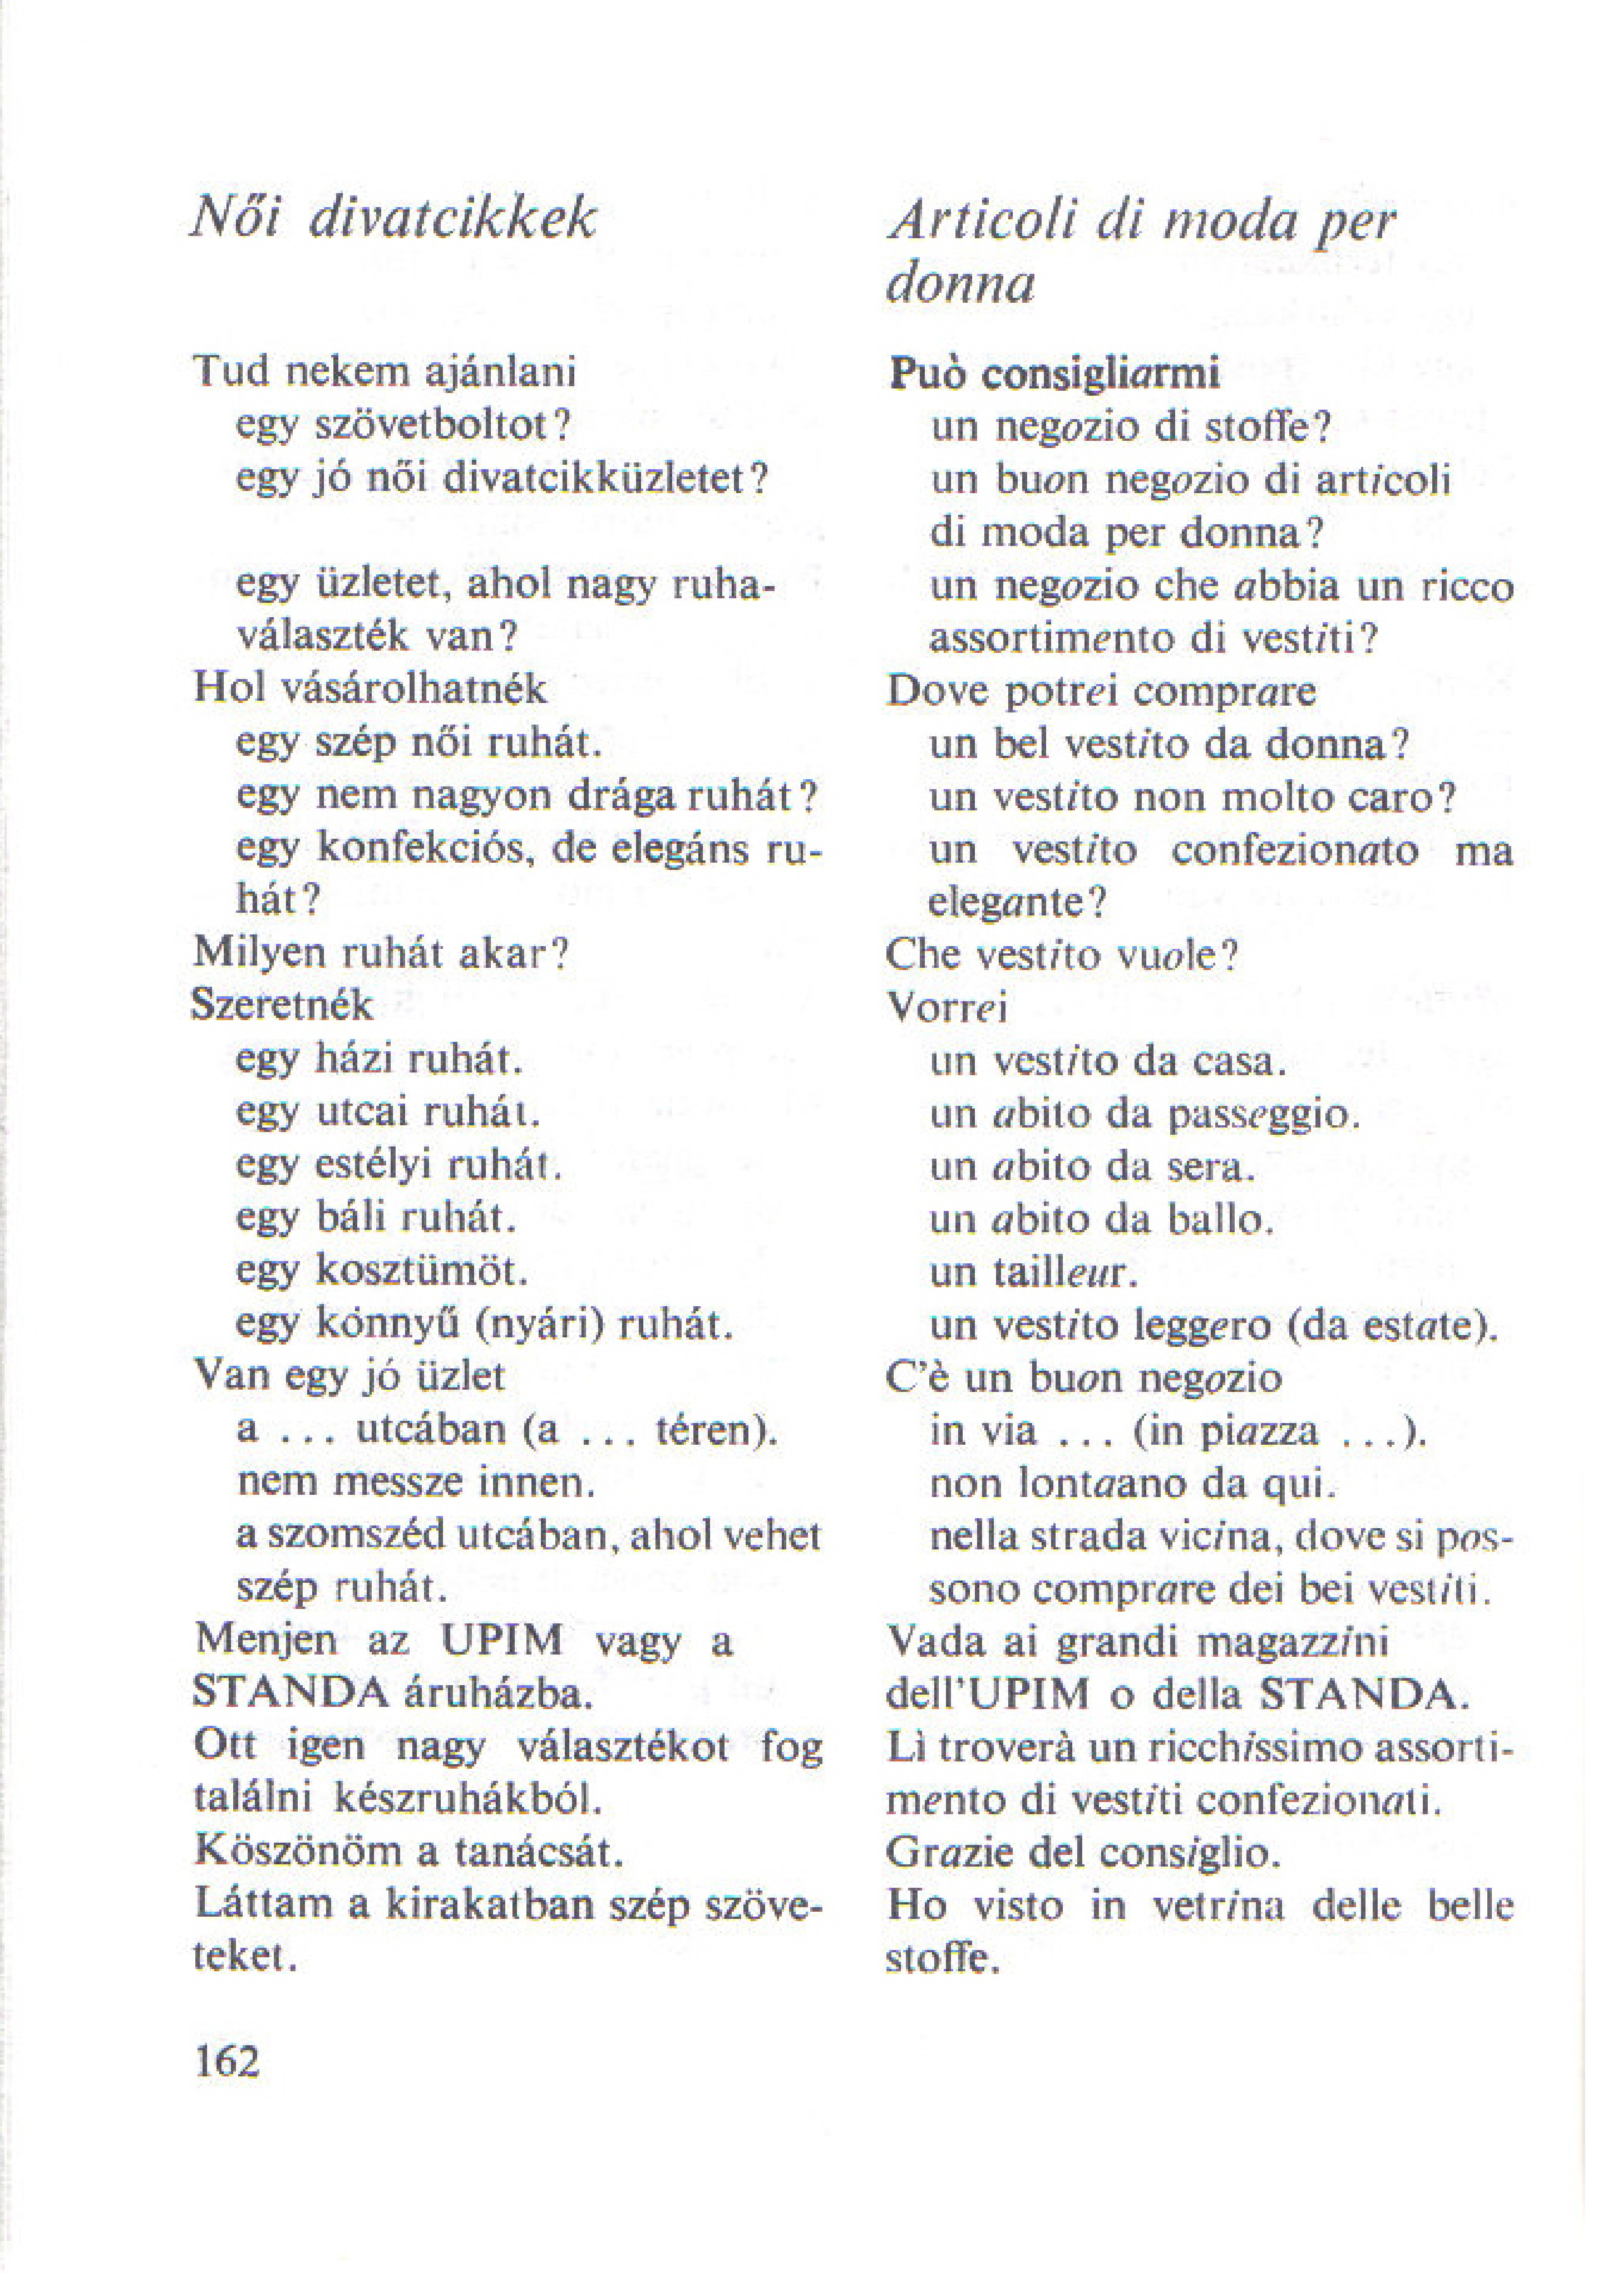 Női divatcikkek
Tud nekem ajánlani
egy szövetboltot?
egy jó női divatcikküzletet?
egy üzletet, ahol nagy ruha-
választék van?
Hol vásárolhatnék
egy szép női ruhát.
egy nem nagyon drága ruhát?
egy konfekciós, de elegáns ru-
hát?
Milyen ruhát akar?
Szeretnék
egy házi ruhát.
egy utcai ruhát.
egy estélyi ruhát.
egy báli ruhát.
egy kosztümöt.
egy könnyű (nyári) ruhát.
Van egy jó üzlet
a ... utcában (a ... téren).
nem messze innen.
a szomszéd utcában, ahol vehet
szép ruhát.
Menjen az UPIM vagy a
STANDA áruházba.
Ott igen nagy választékot fog
találni készruhákból.
Köszönöm a tanácsát.
Láttam a kirakatban szép szöve-
teket.
Articoli di moda per
donna
Può consigliarmi
un negozio di stoffe?
un buon negozio di articoli
di moda per donna?
un negozio che abbia un ricco
assortimento di vestiti?
Dove potrei comprare
un bel vestito da donna?
un vestito non molto caro?
un vestito confezionato ma
elegante?
Che vestito vuole?
Vorrei
un vestito da casa.
un abito da passeggio.
un abito da sera.
un abito da ballo.
un tailleur.
un vestito leggero (da estate).
C'è un buon negozio
in via ... (in piazza ...).
non lontaano da qui.
nella strada vicina, dove si pos-
sono comprare dei bei vestiti.
Vada ai grandi magazzini
dell'UPIM o della STANDA.
Lì troverà un ricchissimo assorti-
mento di vestiti confezionati.
Grazie del consiglio.
Ho visto in vetrina delle belle
stoffe.
162